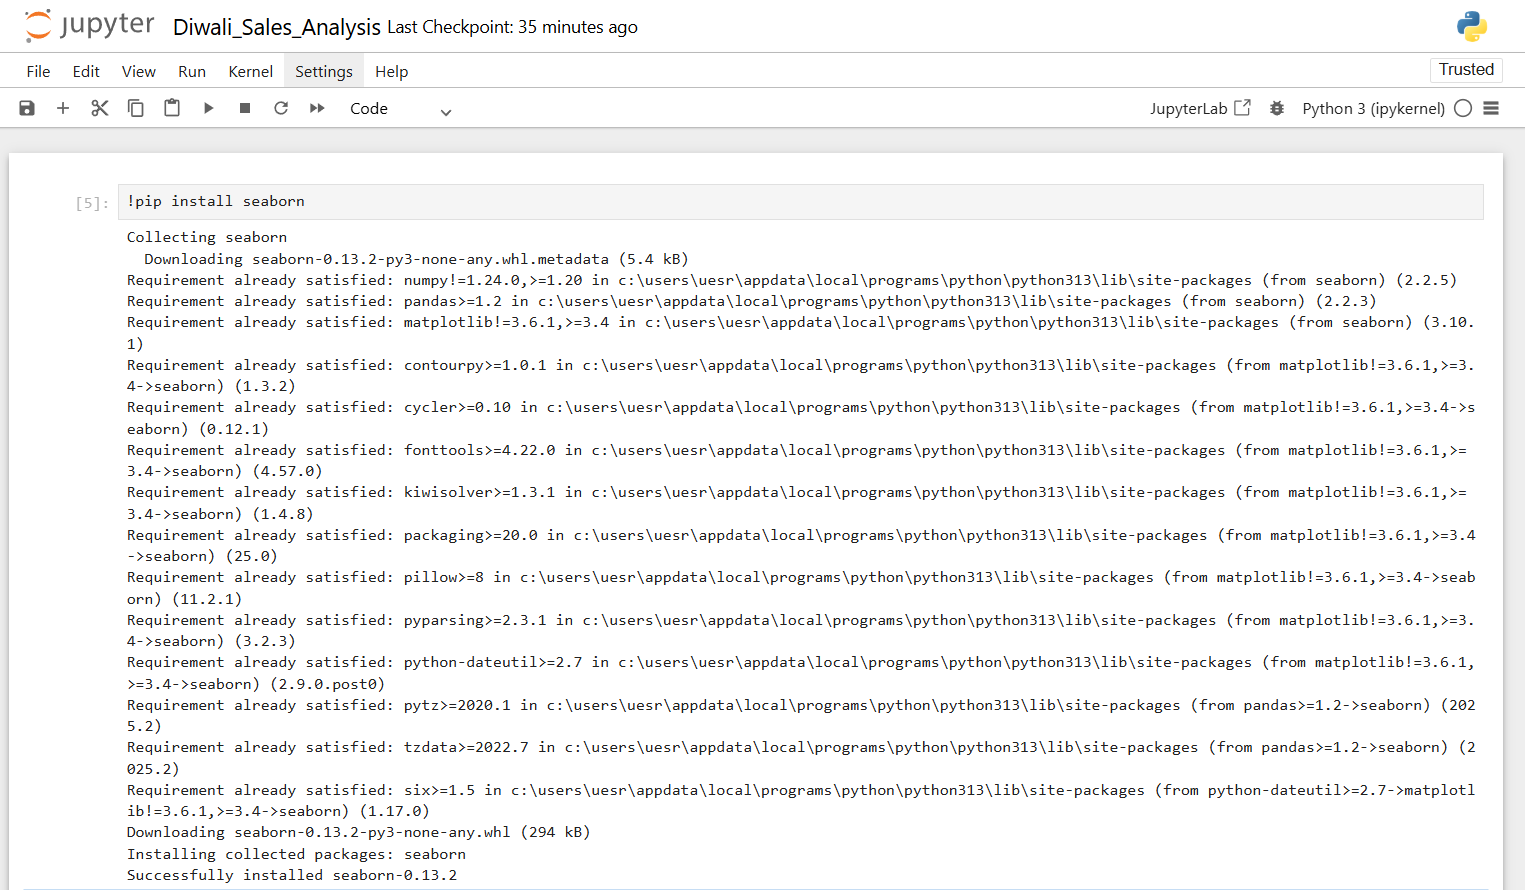 jupyter Diwali_Sales_Analysis Last Checkpoint: 35 minutes ago
File Edit View Run Kernel Settings Help Trusted
Code JupyterLab Python 3 (ipykernel)
[5]: !pip install seaborn
Collecting seaborn
  Downloading seaborn-0.13.2-py3-none-any.whl.metadata (5.4 kB)
Requirement already satisfied: numpy!=1.24.0,>=1.20 in c:\users\uesr\appdata\local\programs\python\python313\lib\site-packages (from seaborn) (2.2.5)
Requirement already satisfied: pandas>=1.2 in c:\users\uesr\appdata\local\programs\python\python313\lib\site-packages (from seaborn) (2.2.3)
Requirement already satisfied: matplotlib!=3.6.1,>=3.4 in c:\users\uesr\appdata\local\programs\python\python313\lib\site-packages (from seaborn) (3.10.
1)
Requirement already satisfied: contourpy>=1.0.1 in c:\users\uesr\appdata\local\programs\python\python313\lib\site-packages (from matplotlib!=3.6.1,>=3.
4->seaborn) (1.3.2)
Requirement already satisfied: cycler>=0.10 in c:\users\uesr\appdata\local\programs\python\python313\lib\site-packages (from matplotlib!=3.6.1,>=3.4->s
eaborn) (0.12.1)
Requirement already satisfied: fonttools>=4.22.0 in c:\users\uesr\appdata\local\programs\python\python313\lib\site-packages (from matplotlib!=3.6.1,>=
3.4->seaborn) (4.57.0)
Requirement already satisfied: kiwisolver>=1.3.1 in c:\users\uesr\appdata\local\programs\python\python313\lib\site-packages (from matplotlib!=3.6.1,>=
3.4->seaborn) (1.4.8)
Requirement already satisfied: packaging>=20.0 in c:\users\uesr\appdata\local\programs\python\python313\lib\site-packages (from matplotlib!=3.6.1,>=3.4
->seaborn) (25.0)
Requirement already satisfied: pillow>=8 in c:\users\uesr\appdata\local\programs\python\python313\lib\site-packages (from matplotlib!=3.6.1,>=3.4->seab
orn) (11.2.1)
Requirement already satisfied: pyparsing>=2.3.1 in c:\users\uesr\appdata\local\programs\python\python313\lib\site-packages (from matplotlib!=3.6.1,>=3.
4->seaborn) (3.2.3)
Requirement already satisfied: python-dateutil>=2.7 in c:\users\uesr\appdata\local\programs\python\python313\lib\site-packages (from matplotlib!=3.6.1,
>=3.4->seaborn) (2.9.0.post0)
Requirement already satisfied: pytz>=2020.1 in c:\users\uesr\appdata\local\programs\python\python313\lib\site-packages (from pandas>=1.2->seaborn) (202
5.2)
Requirement already satisfied: tzdata>=2022.7 in c:\users\uesr\appdata\local\programs\python\python313\lib\site-packages (from pandas>=1.2->seaborn) (2
025.2)
Requirement already satisfied: six>=1.5 in c:\users\uesr\appdata\local\programs\python\python313\lib\site-packages (from python-dateutil>=2.7->matplotl
ib!=3.6.1,>=3.4->seaborn) (1.17.0)
Downloading seaborn-0.13.2-py3-none-any.whl (294 kB)
Installing collected packages: seaborn
Successfully installed seaborn-0.13.2